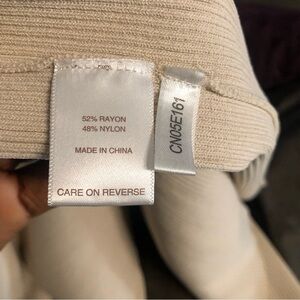 52% RAYON
48% NYLON
MADE IN CHINA
CARE ON REVERSE
CN05E161